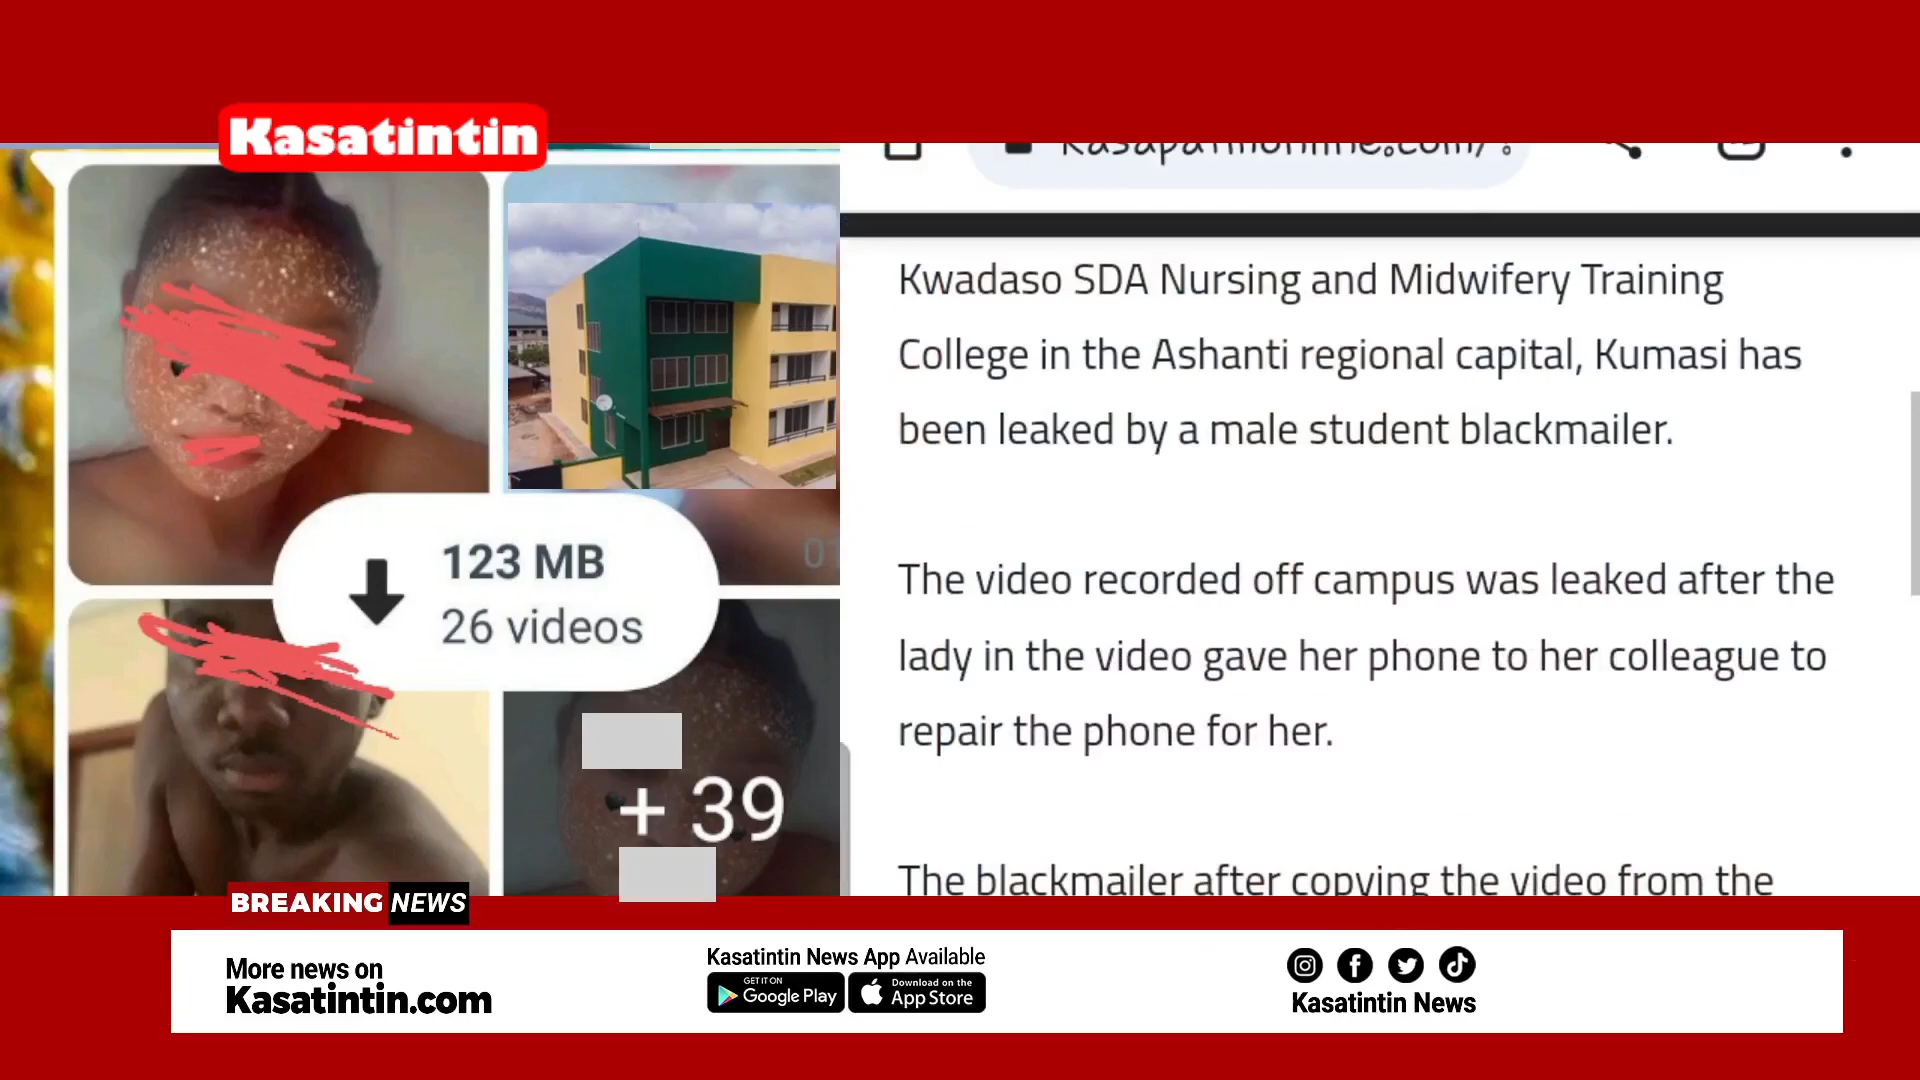 Kasatintin
123 MB
26 videos
+ 39
Kwadaso SDA Nursing and Midwifery Training
College in the Ashanti regional capital, Kumasi has
been leaked by a male student blackmailer.
The video recorded off campus was leaked after the
lady in the video gave her phone to her colleague to
repair the phone for her.
The blackmailer after copying the video from the
BREAKING NEWS
More news on
Kasatintin.com
Kasatintin News App Available
GET IT ON
Google Play
Download on the
App Store
Kasatintin News